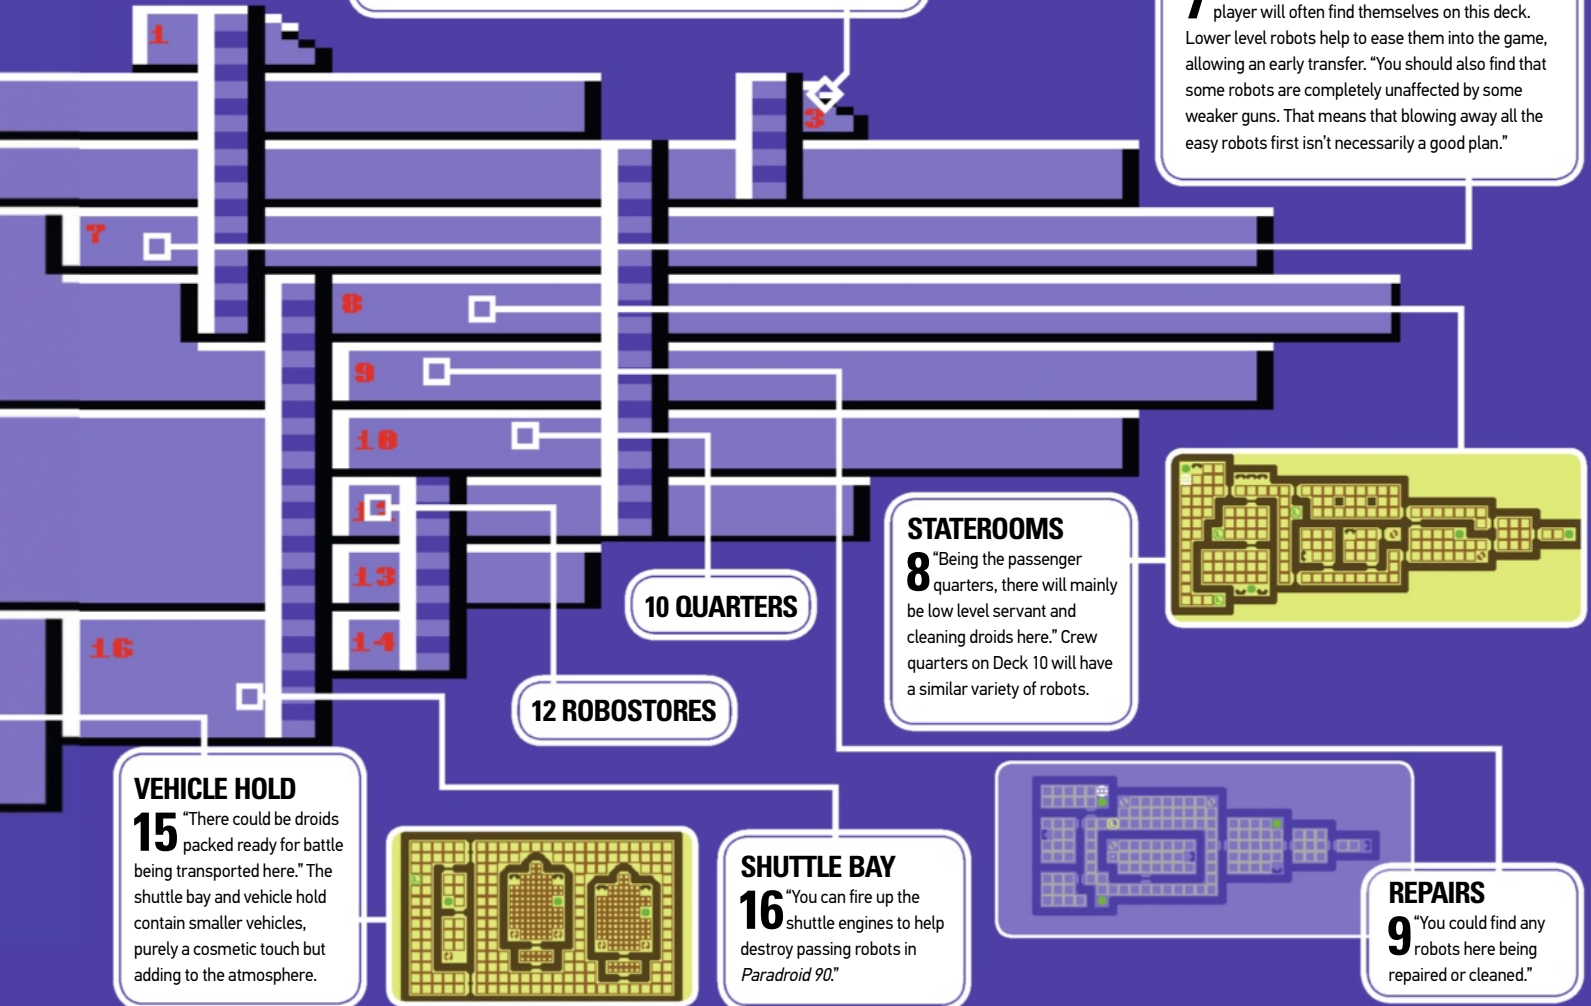 1
3
7 player will often find themselves on this deck.
Lower level robots help to ease them into the game,
allowing an early transfer. “You should also find that
some robots are completely unaffected by some
weaker guns. That means that blowing away all the
easy robots first isn’t necessarily a good plan.”
7
8
9
10
13
14
16
10 QUARTERS
12 ROBOSTORES
STATEROOMS
8 “Being the passenger
quarters, there will mainly
be low level servant and
cleaning droids here.” Crew
quarters on Deck 10 will have
a similar variety of robots.
VEHICLE HOLD
15 “There could be droids
packed ready for battle
being transported here.” The
shuttle bay and vehicle hold
contain smaller vehicles,
purely a cosmetic touch but
adding to the atmosphere.
SHUTTLE BAY
16 “You can fire up the
shuttle engines to help
destroy passing robots in
Paradroid 90.”
REPAIRS
9 “You could find any
robots here being
repaired or cleaned.”